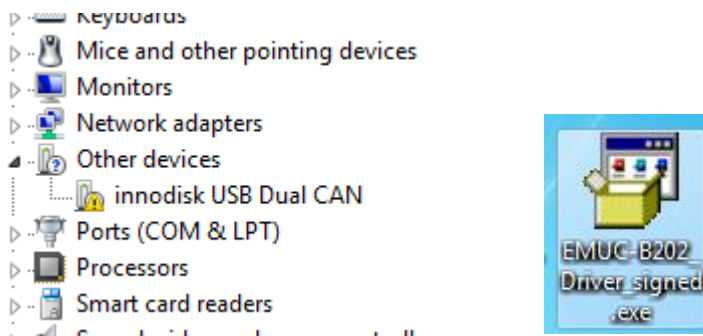 Keyboards
Mice and other pointing devices
Monitors
Network adapters
Other devices
innodisk USB Dual CAN
Ports (COM & LPT)
Processors
Smart card readers
EMUC-B202_
Driver_signed
.exe